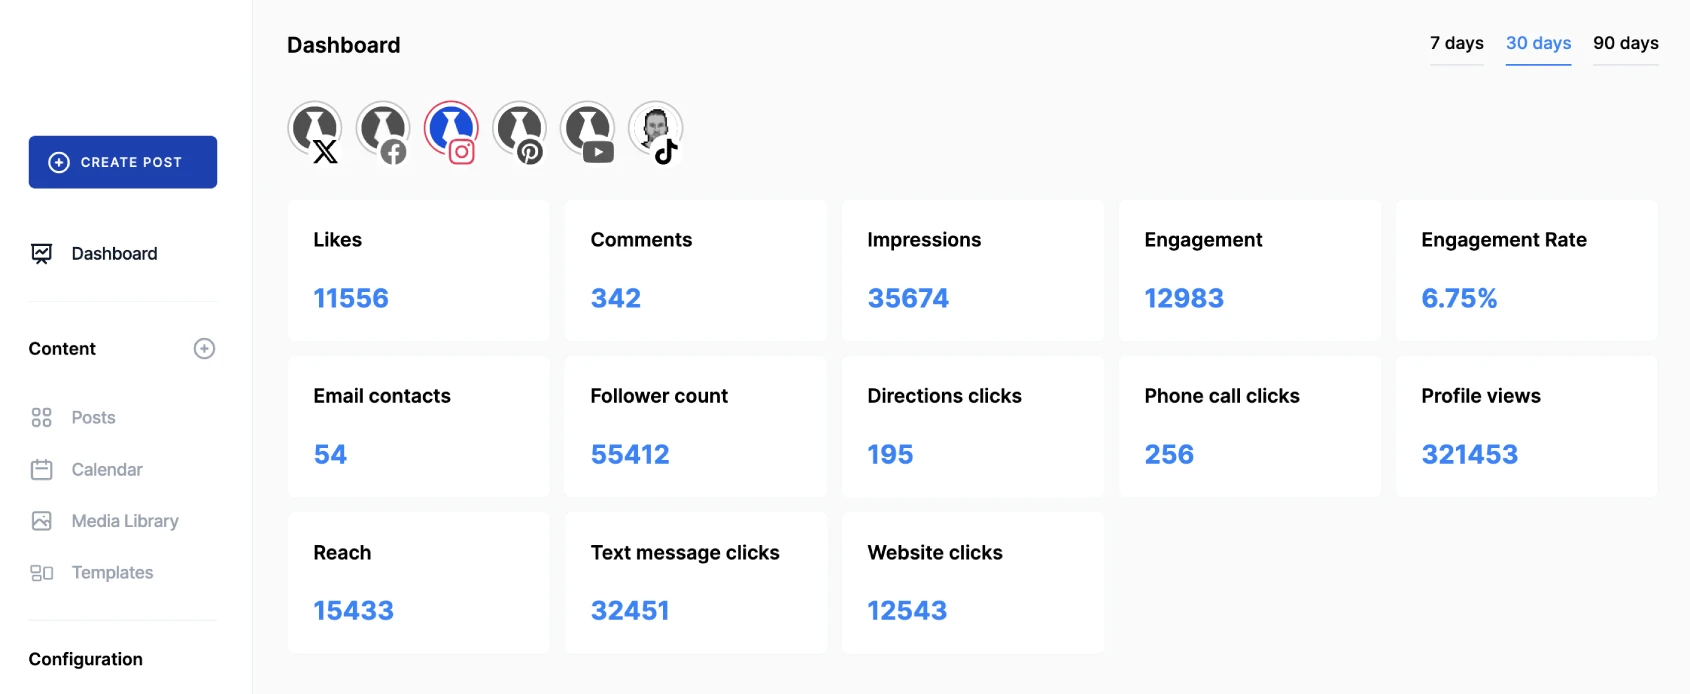 Dashboard
7 days
30 days
90 days
CREATE POST
Dashboard
Content
Posts
Calendar
Media Library
Templates
Configuration
Likes
11556
Comments
342
Impressions
35674
Engagement
12983
Engagement Rate
6.75%
Email contacts
54
Follower count
55412
Directions clicks
195
Phone call clicks
256
Profile views
321453
Reach
15433
Text message clicks
32451
Website clicks
12543